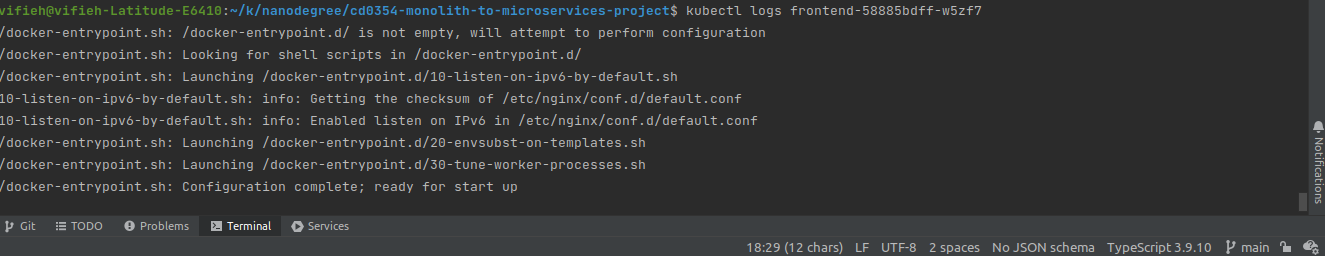 vifieh@vifieh-Latitude-E6410:~/k/nanodegree/cd0354-monolith-to-microservices-project$ kubectl logs frontend-58885bdff-w5zf7
/docker-entrypoint.sh: /docker-entrypoint.d/ is not empty, will attempt to perform configuration
/docker-entrypoint.sh: Looking for shell scripts in /docker-entrypoint.d/
/docker-entrypoint.sh: Launching /docker-entrypoint.d/10-listen-on-ipv6-by-default.sh
10-listen-on-ipv6-by-default.sh: info: Getting the checksum of /etc/nginx/conf.d/default.conf
10-listen-on-ipv6-by-default.sh: info: Enabled listen on IPv6 in /etc/nginx/conf.d/default.conf
/docker-entrypoint.sh: Launching /docker-entrypoint.d/20-envsubst-on-templates.sh
/docker-entrypoint.sh: Launching /docker-entrypoint.d/30-tune-worker-processes.sh
/docker-entrypoint.sh: Configuration complete; ready for start up
Notifications
Git TODO Problems Terminal Services
18:29 (12 chars) LF UTF-8 2 spaces No JSON schema TypeScript 3.9.10 main